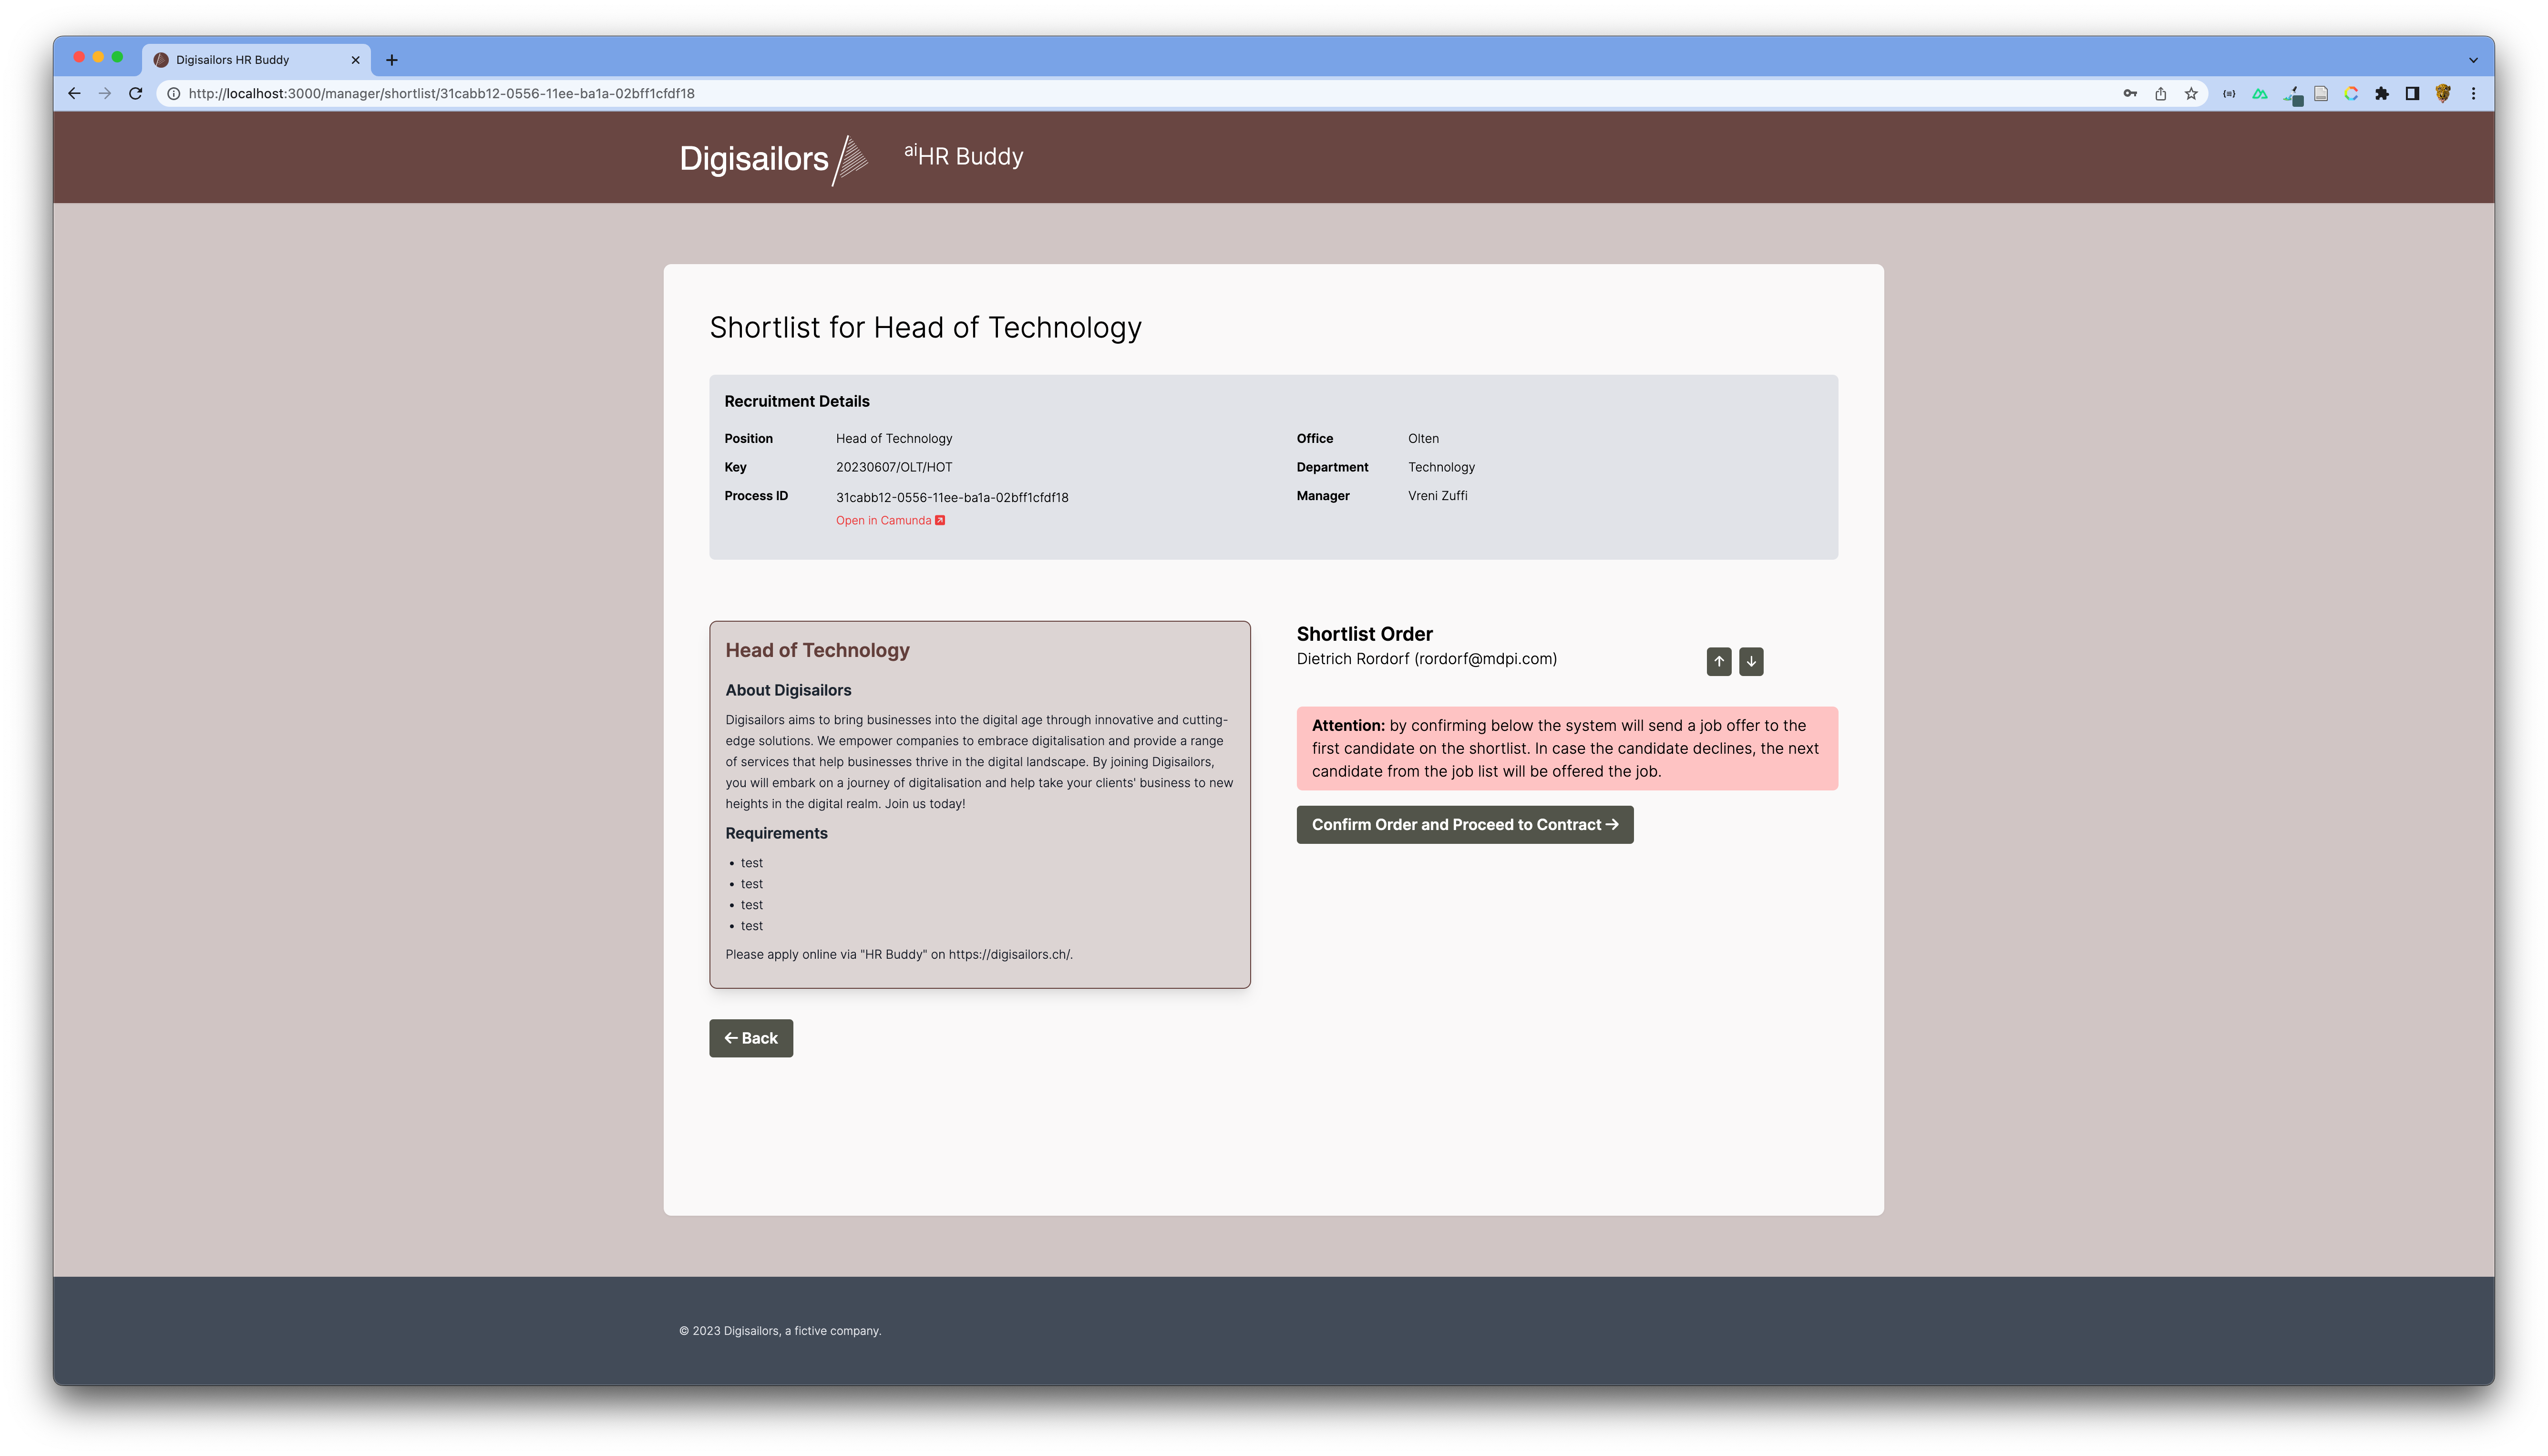 Digisailors HR Buddy
http://localhost:3000/manager/shortlist/31cabb12-0556-11ee-ba1a-02bff1cfdf18
Digisailors
aiHR Buddy
Shortlist for Head of Technology
Recruitment Details
Position Head of Technology
Key 20230607/OLT/HOT
Process ID 31cabb12-0556-11ee-ba1a-02bff1cfdf18
Open in Camunda
Office Olten
Department Technology
Manager Vreni Zuffi
Head of Technology
About Digisailors
Digisailors aims to bring businesses into the digital age through innovative and cutting-
edge solutions. We empower companies to embrace digitalisation and provide a range
of services that help businesses thrive in the digital landscape. By joining Digisailors,
you will embark on a journey of digitalisation and help take your clients' business to new
heights in the digital realm. Join us today!
Requirements
• test
• test
• test
• test
Please apply online via "HR Buddy" on https://digisailors.ch/.
← Back
Shortlist Order
Dietrich Rordorf (rordorf@mdpi.com)
↑ ↓
Attention: by confirming below the system will send a job offer to the
first candidate on the shortlist. In case the candidate declines, the next
candidate from the job list will be offered the job.
Confirm Order and Proceed to Contract →
© 2023 Digisailors, a fictive company.